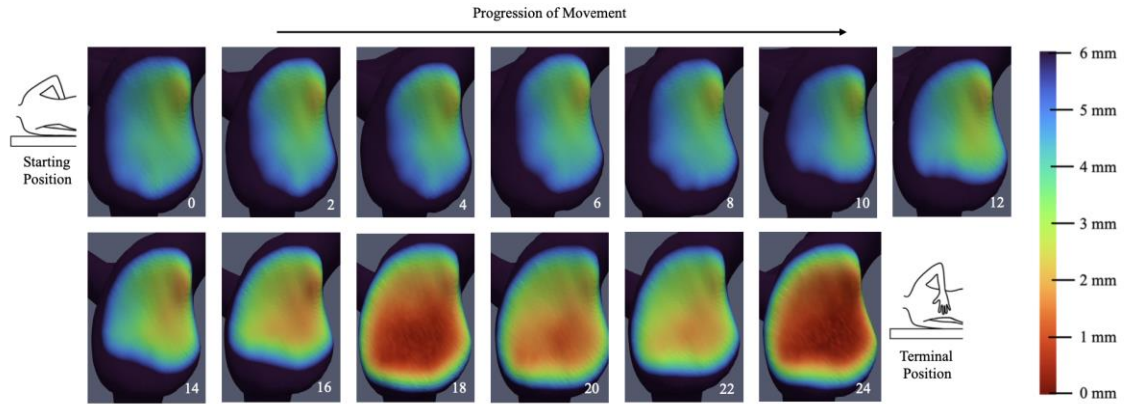 Progression of Movement
Starting
Position
0
2
4
6
8
10
12
14
16
18
20
22
24
Terminal
Position
6 mm
5 mm
4 mm
3 mm
2 mm
1 mm
0 mm